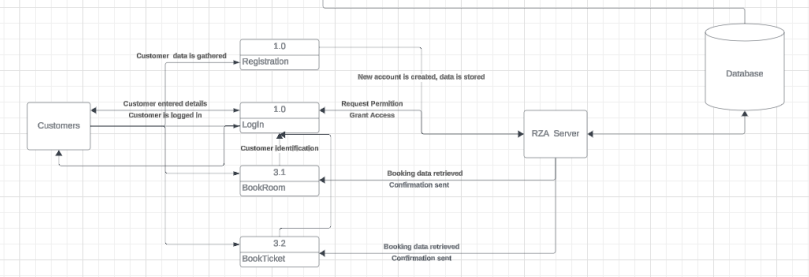 1.0
Customer data is gathered
Registration
New account is created, data is stored
Database
1.0
Customer entered details
Request Permition
Customers
Customer is logged in
LogIn
Grant Access
RZA Server
Customer identification
3.1
Booking data retrieved
BookRoom
Confirmation sent
3.2
Booking data retrieved
BookTicket
Confirmation sent